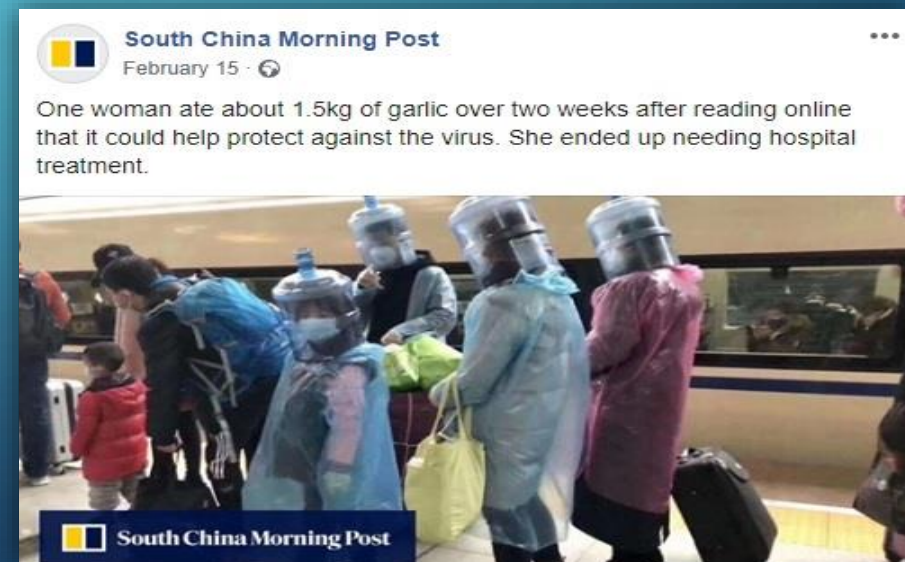 South China Morning Post
February 15 ·
One woman ate about 1.5kg of garlic over two weeks after reading online
that it could help protect against the virus. She ended up needing hospital
treatment.
South China Morning Post